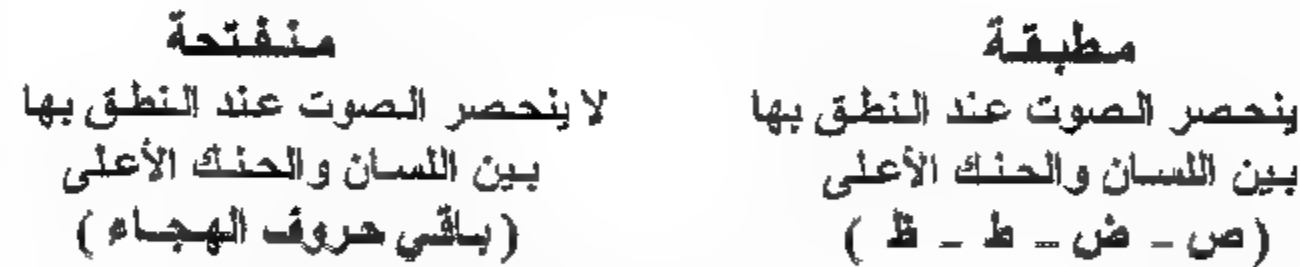 مطبقة
ينحصر الصوت عند النطق بها
بين اللسان والحنك الأعلى
( ص - ض - ط - ظ )
منفتحة
لا ينحصر الصوت عند النطق بها
بين اللسان والحنك الأعلى
( باقي حروف الهجاء )